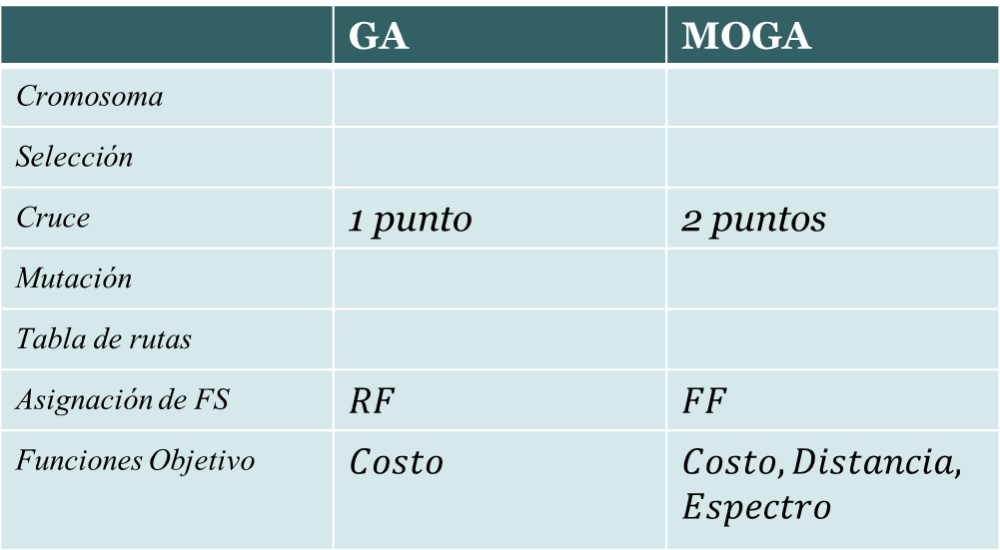 GA MOGA
Cromosoma
Selección
Cruce 1 punto 2 puntos
Mutación
Tabla de rutas
Asignación de FS RF FF
Funciones Objetivo Costo Costo, Distancia,
Espectro